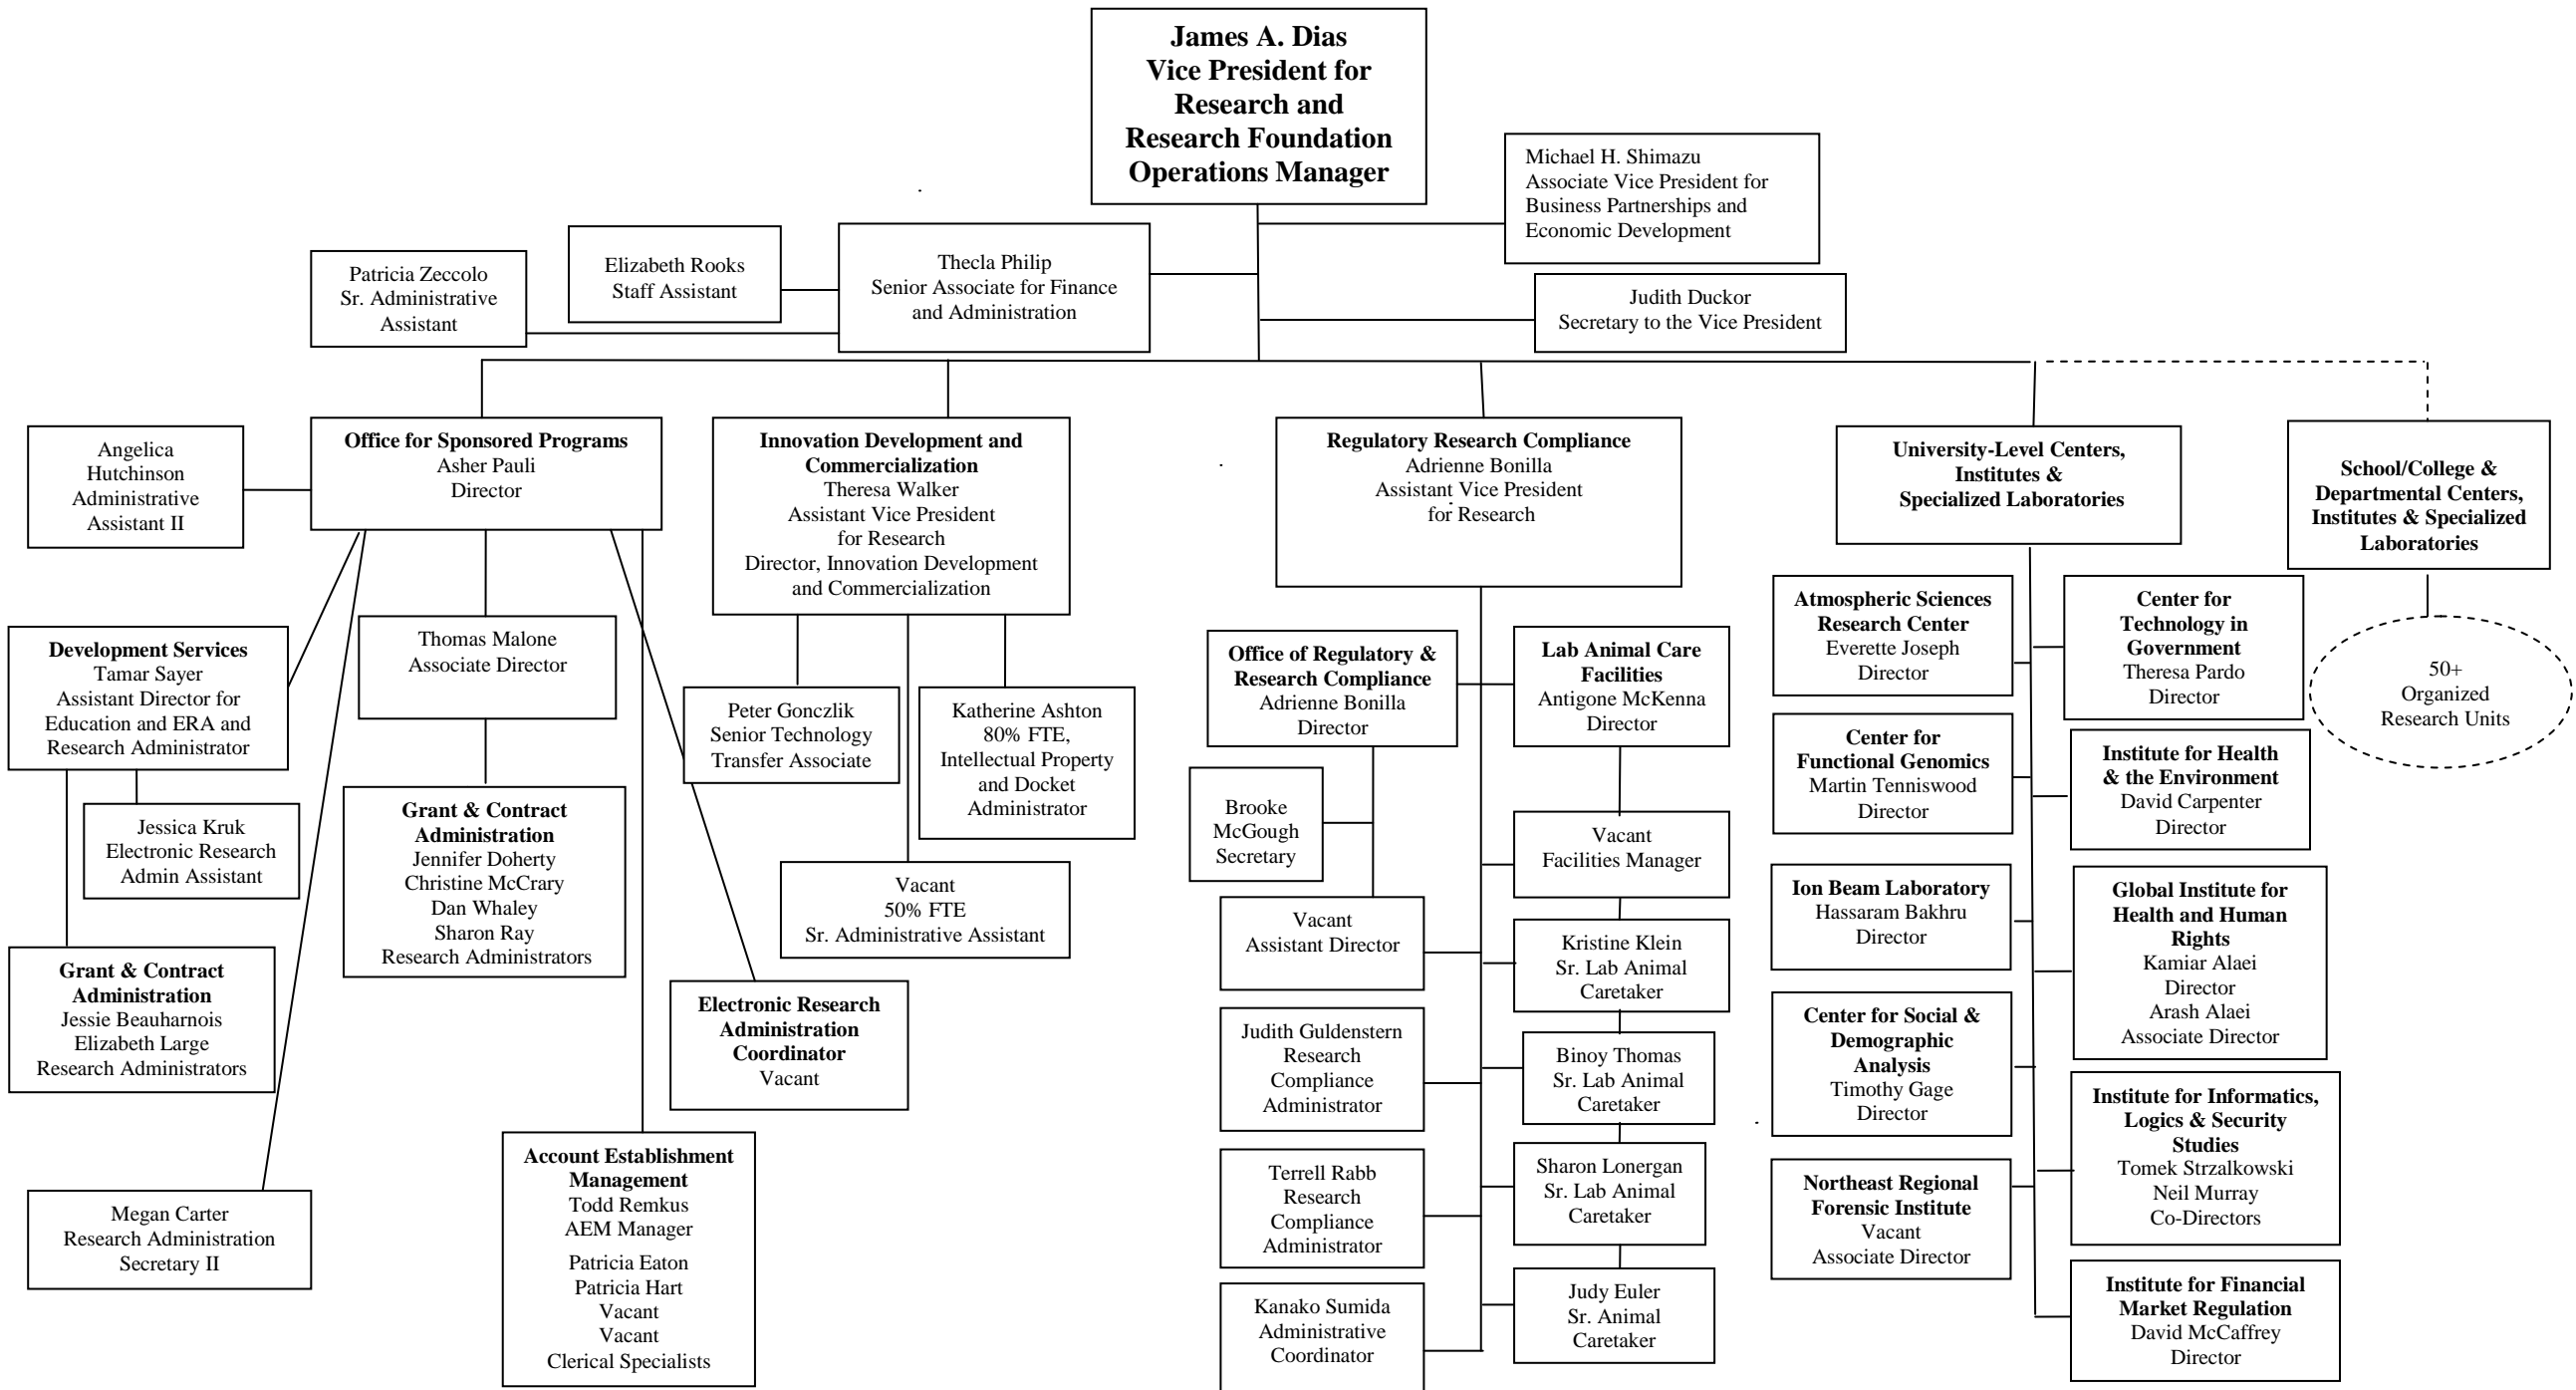 James A. Dias
Vice President for
Research and
Research Foundation
Operations Manager
Michael H. Shimazu
Associate Vice President for
Business Partnerships and
Economic Development
Patricia Zeccolo
Sr. Administrative
Assistant
Elizabeth Rooks
Staff Assistant
Thecla Philip
Senior Associate for Finance
and Administration
Judith Duckor
Secretary to the Vice President
Angelica
Hutchinson
Administrative
Assistant II
Office for Sponsored Programs
Asher Pauli
Director
Innovation Development and
Commercialization
Theresa Walker
Assistant Vice President
for Research
Director, Innovation Development
and Commercialization
Regulatory Research Compliance
Adrienne Bonilla
Assistant Vice President
for Research
University-Level Centers,
Institutes &
Specialized Laboratories
School/College &
Departmental Centers,
Institutes & Specialized
Laboratories
Development Services
Tamar Sayer
Assistant Director for
Education and ERA and
Research Administrator
Jessica Kruk
Electronic Research
Admin Assistant
Grant & Contract
Administration
Jessie Beauharnois
Elizabeth Large
Research Administrators
Megan Carter
Research Administration
Secretary II
Thomas Malone
Associate Director
Grant & Contract
Administration
Jennifer Doherty
Christine McCrary
Dan Whaley
Sharon Ray
Research Administrators
Account Establishment
Management
Todd Remkus
AEM Manager
Patricia Eaton
Patricia Hart
Vacant
Vacant
Clerical Specialists
Electronic Research
Administration
Coordinator
Vacant
Peter Gonczlik
Senior Technology
Transfer Associate
Katherine Ashton
80% FTE,
Intellectual Property
and Docket
Administrator
Vacant
50% FTE
Sr. Administrative Assistant
Office of Regulatory &
Research Compliance
Adrienne Bonilla
Director
Brooke
McGough
Secretary
Vacant
Assistant Director
Judith Guldenstern
Research
Compliance
Administrator
Terrell Rabb
Research
Compliance
Administrator
Kanako Sumida
Administrative
Coordinator
Lab Animal Care
Facilities
Antigone McKenna
Director
Vacant
Facilities Manager
Kristine Klein
Sr. Lab Animal
Caretaker
Binoy Thomas
Sr. Lab Animal
Caretaker
Sharon Lonergan
Sr. Lab Animal
Caretaker
Judy Euler
Sr. Animal
Caretaker
Atmospheric Sciences
Research Center
Everette Joseph
Director
Center for
Functional Genomics
Martin Tenniswood
Director
Ion Beam Laboratory
Hassaram Bakhru
Director
Center for Social &
Demographic
Analysis
Timothy Gage
Director
Northeast Regional
Forensic Institute
Vacant
Associate Director
Center for
Technology in
Government
Theresa Pardo
Director
Institute for Health
& the Environment
David Carpenter
Director
Global Institute for
Health and Human
Rights
Kamiar Alaei
Director
Arash Alaei
Associate Director
Institute for Informatics,
Logics & Security
Studies
Tomek Strzalkowski
Neil Murray
Co-Directors
Institute for Financial
Market Regulation
David McCaffrey
Director
50+
Organized
Research Units